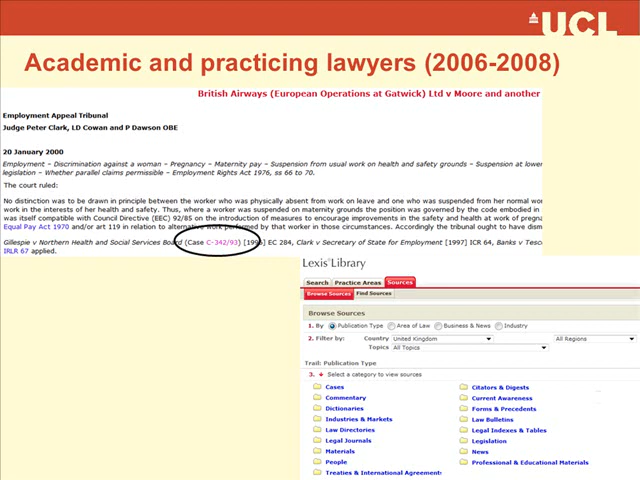 UCL
Academic and practicing lawyers (2006-2008)
British Airways (European Operations at Gatwick) Ltd v Moore and another
Employment Appeal Tribunal
Judge Peter Clark, LD Cowan and P Dawson OBE
20 January 2000
Employment – Discrimination against a woman – Pregnancy – Maternity pay – Suspension from usual work on health and safety grounds – Suspension at lower
legislation – Whether parallel claims permissible – Employment Rights Act 1976, ss 66 to 70.
The court ruled:
No distinction was to be drawn in principle between the worker who was physically absent from work on leave and one who was suspended from her normal wor
work in the interests of her health and safety. Thus, where a worker was suspended on maternity grounds the position was governed by the code embodied in
was itself compatible with Council Directive (EEC) 92/85 on the introduction of measures to encourage improvements in the safety and health at work of pregna
Equal Pay Act 1970 and/or art 119 in relation to alternative work performed by that worker in those circumstances. Accordingly the tribunal ought to have dism
Gillespie v Northern Health and Social Services Board (Case C-342/93) [1996] EC 284, Clark v Secretary of State for Employment [1997] ICR 64, Banks v Tesco
IRLR 67 applied.
Lexis®Library
Search Practice Areas Sources
Browse Sources Find Sources
Browse Sources
1. By Publication Type Area of Law Business & News Industry
2. Filter by: Country United Kingdom All Regions
Topics All Topics
Trail: Publication Type
3. Select a category to view sources
Cases Citators & Digests
Commentary Current Awareness
Dictionaries Forms & Precedents
Industries & Markets Law Bulletins
Law Directories Legal Indexes & Tables
Legal Journals Legislation
Materials News
People Professional & Educational Materials
Treaties & International Agreements